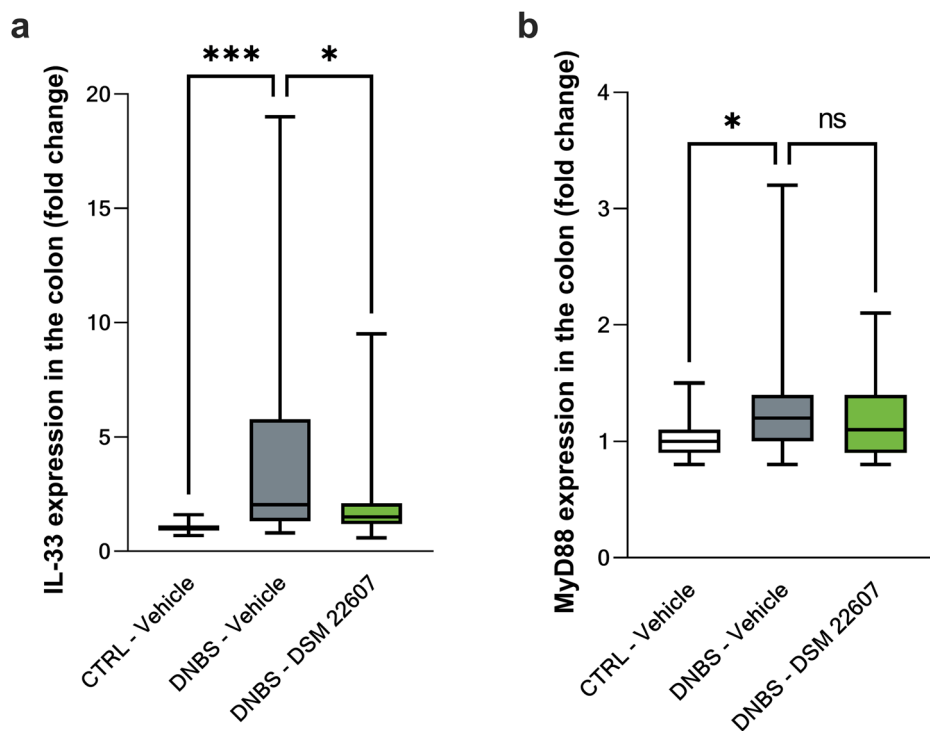 a
IL-33 expression in the colon (fold change)
20
15
10
5
0
*** *
CTRL - Vehicle
DNBS - Vehicle
DNBS - DSM 22607
b
MyD88 expression in the colon (fold change)
4
3
2
1
0
* ns
CTRL - Vehicle
DNBS - Vehicle
DNBS - DSM 22607